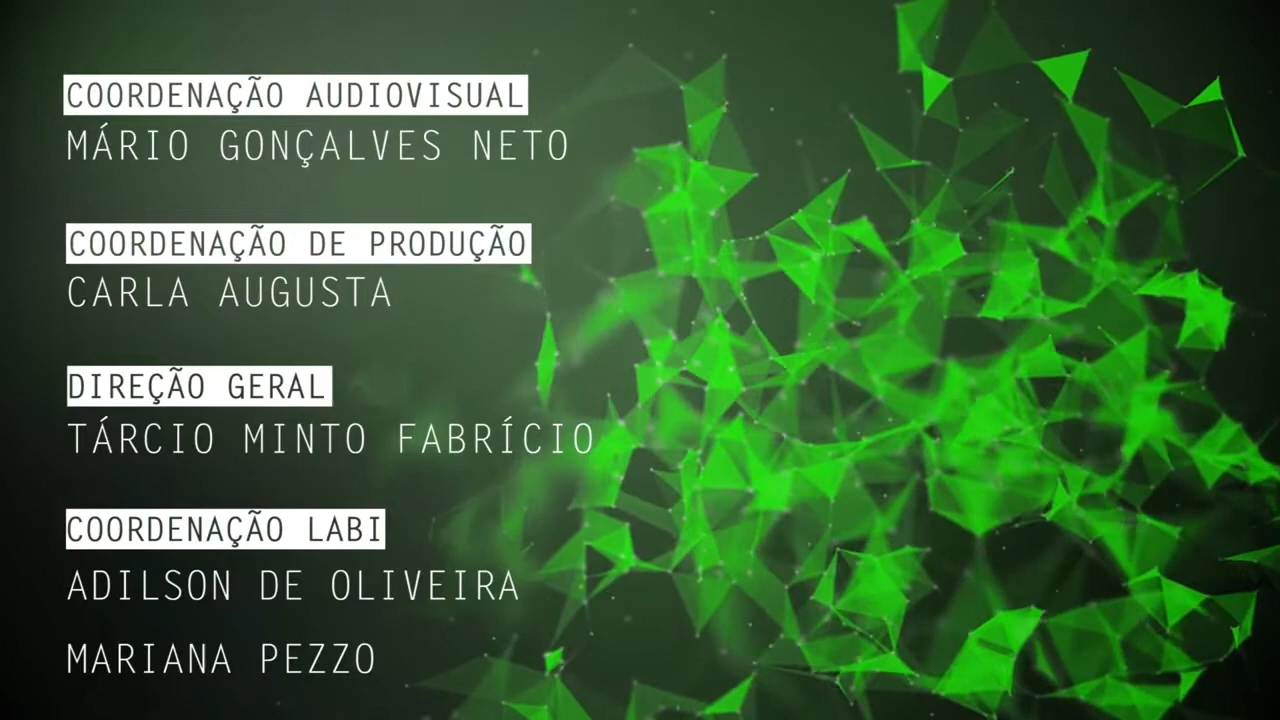 COORDENAÇÃO AUDIOVISUAL
MÁRIO GONÇALVES NETO
COORDENAÇÃO DE PRODUÇÃO
CARLA AUGUSTA
DIREÇÃO GERAL
TÁRCIO MINTO FABRÍCIO
COORDENAÇÃO LABI
ADILSON DE OLIVEIRA
MARIANA PEZZO